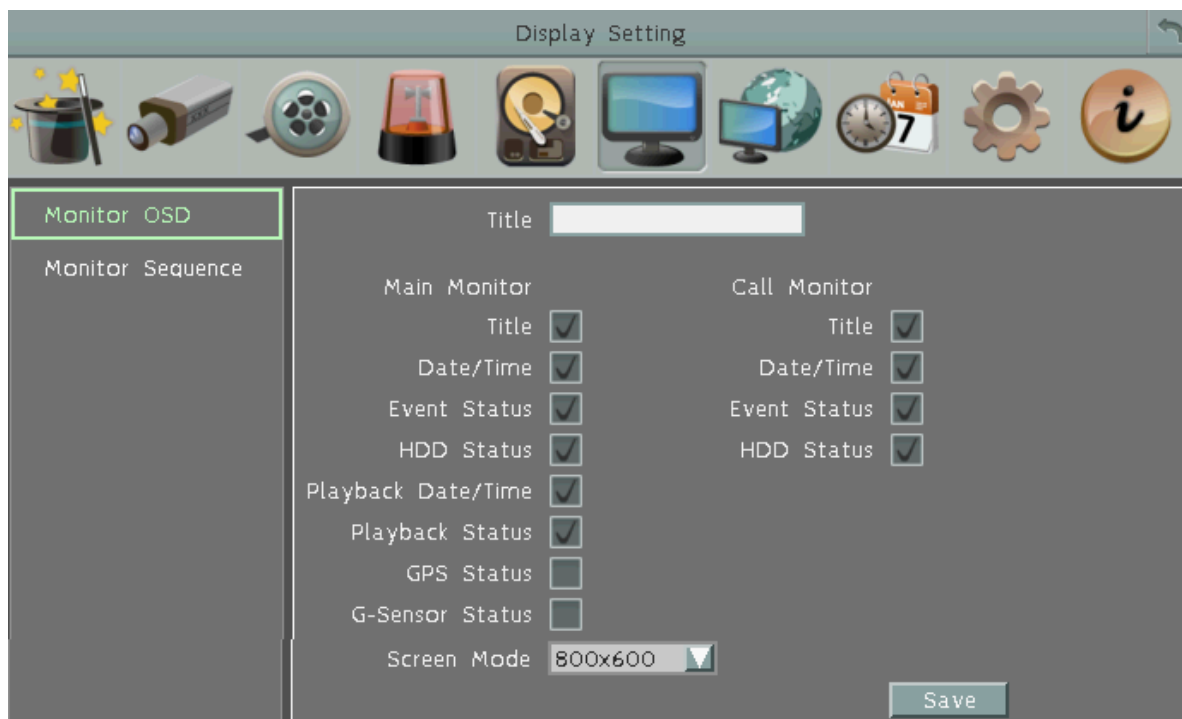 Display Setting
JAN
7
i
Monitor OSD
Monitor Sequence
Title
Main Monitor Call Monitor
Title Title
Date/Time Date/Time
Event Status Event Status
HDD Status HDD Status
Playback Date/Time
Playback Status
GPS Status
G-Sensor Status
Screen Mode 800x600
Save